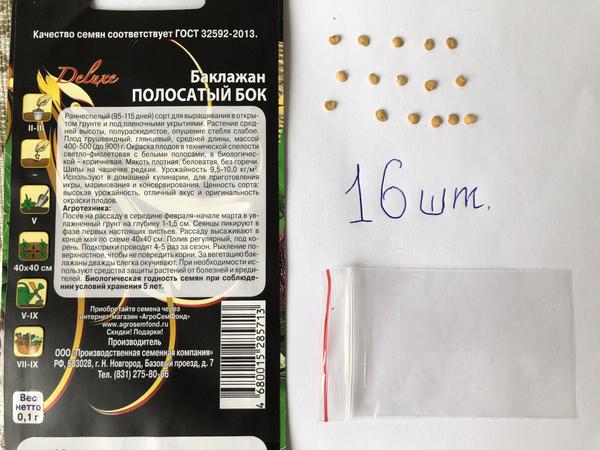 Качество семян соответствует ГОСТ 32592-2013.
Deluxe
Баклажан
ПОЛОСАТЫЙ БОК
Раннеспелый (95-115 дней) сорт для выращивания в откры-
том грунте и под пленочными укрытиями. Растение сред-
ней высоты, полураскидистое, опушение стебля слабое.
Плод грушевидный, глянцевый, средней длины, массой
400-500 (до 900) г. Окраска плодов в технической спелости
светло-фиолетовая с белыми полосами, в биологичес-
кой – коричневая. Мякоть плотная, беловатая, без горечи.
Шипы на чашечке редкие. Урожайность 9,5-10,0 кг/м².
Используют в домашней кулинарии, для приготовления
икры, маринования и консервирования. Ценность сорта:
высокая урожайность, отличный вкус и оригинальность
окраски плодов.
Агротехника:
Посев на рассаду в середине февраля-начале марта в ув-
лажненный грунт на глубину 1-1,5 см. Сеянцы пикируют в
фазе первых настоящих листьев. Рассаду высаживают в
конце мая по схеме 40х40 см. Полив регулярный, под ко-
рень. Подкормки проводят 4-5 раз за сезон. Рыхление по-
верхностное, чтобы не повредить корни. За вегетацию бак-
лажаны дважды слегка окучивают. При необходимости ис-
пользуют средства защиты растений от болезней и вреди-
телей. Биологическая годность семян при соблюде-
нии условий хранения 5 лет.
II-III
–
V
40х40 см
V-IX
VII-IX
Вес
нетто
0,1 г
Приобретайте семена через
интернет-магазин «АгроСемФонд»
www.agrosemfond.ru
Скидки! Подарки!
Производитель
ООО «Производственная семенная компания»
РФ, 603028, г. Н. Новгород, Базовый проезд, д. 7
Тел. (831) 275-80-86
4 680015 285713
16 шт.